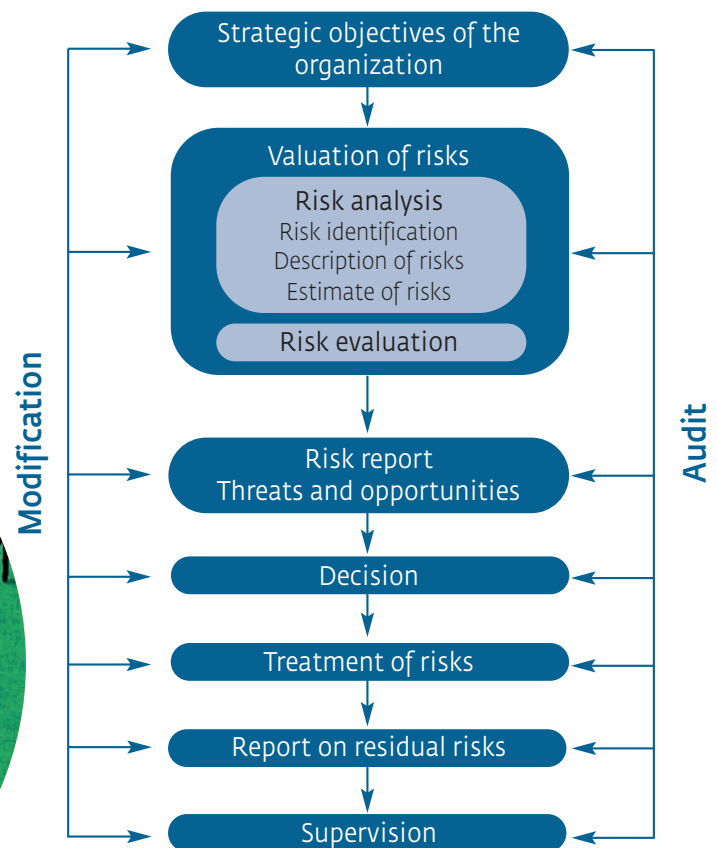 Strategic objectives of the
organization
Valuation of risks
Risk analysis
Risk identification
Description of risks
Estimate of risks
Risk evaluation
Modification
Audit
Risk report
Threats and opportunities
Decision
Treatment of risks
Report on residual risks
Supervision